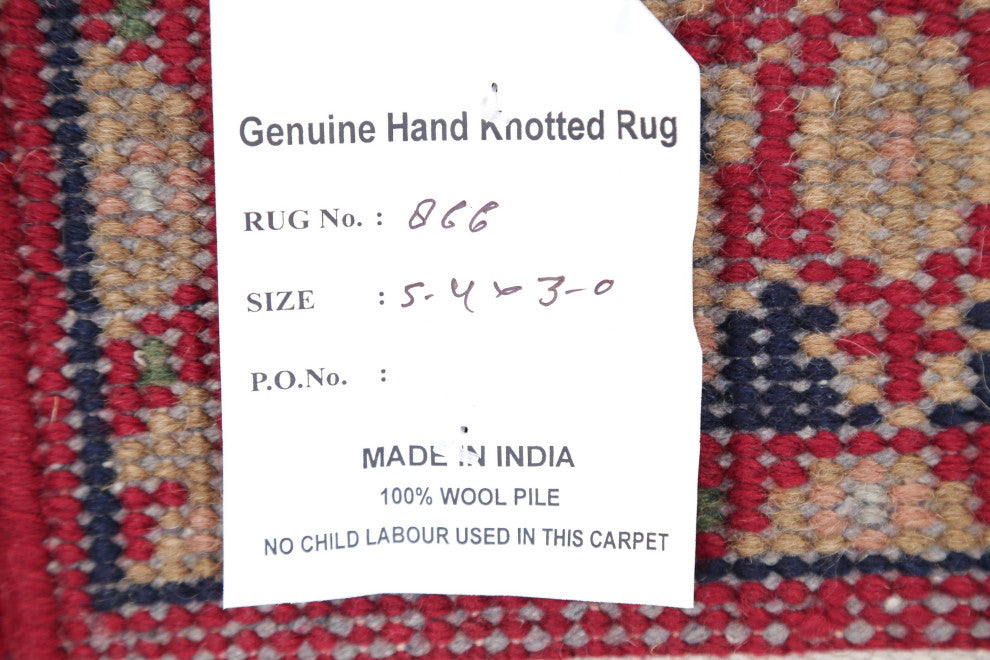 Genuine Hand Knotted Rug
RUG No. : 866
SIZE : 5-4 x 3-0
P.O.No. :
MADE IN INDIA
100% WOOL PILE
NO CHILD LABOUR USED IN THIS CARPET